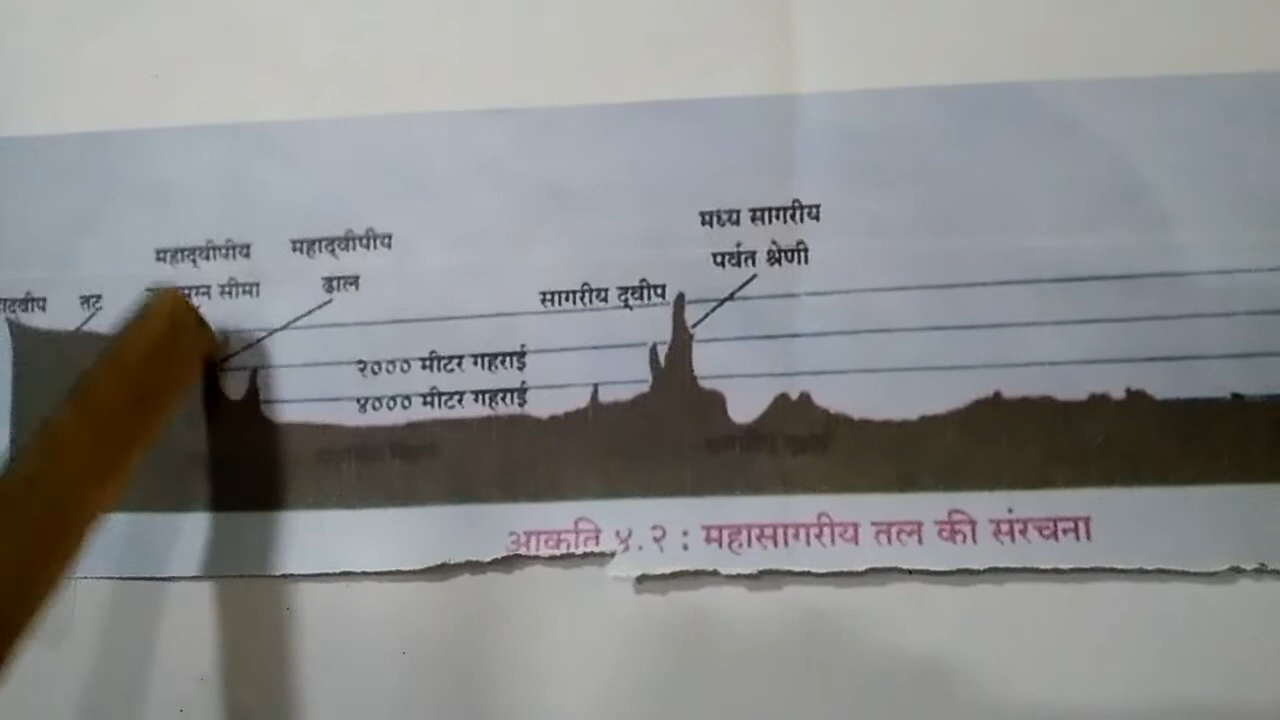 महाद्‌वीपीय
महाद्‌वीपीय
सीमा
ढाल
तट
सागरीय द्‌वीप
मध्य सागरीय
पर्वत श्रेणी
२००० मीटर गहराई
४००० मीटर गहराई
आकृति ४.२ : महासागरीय तल की संरचना